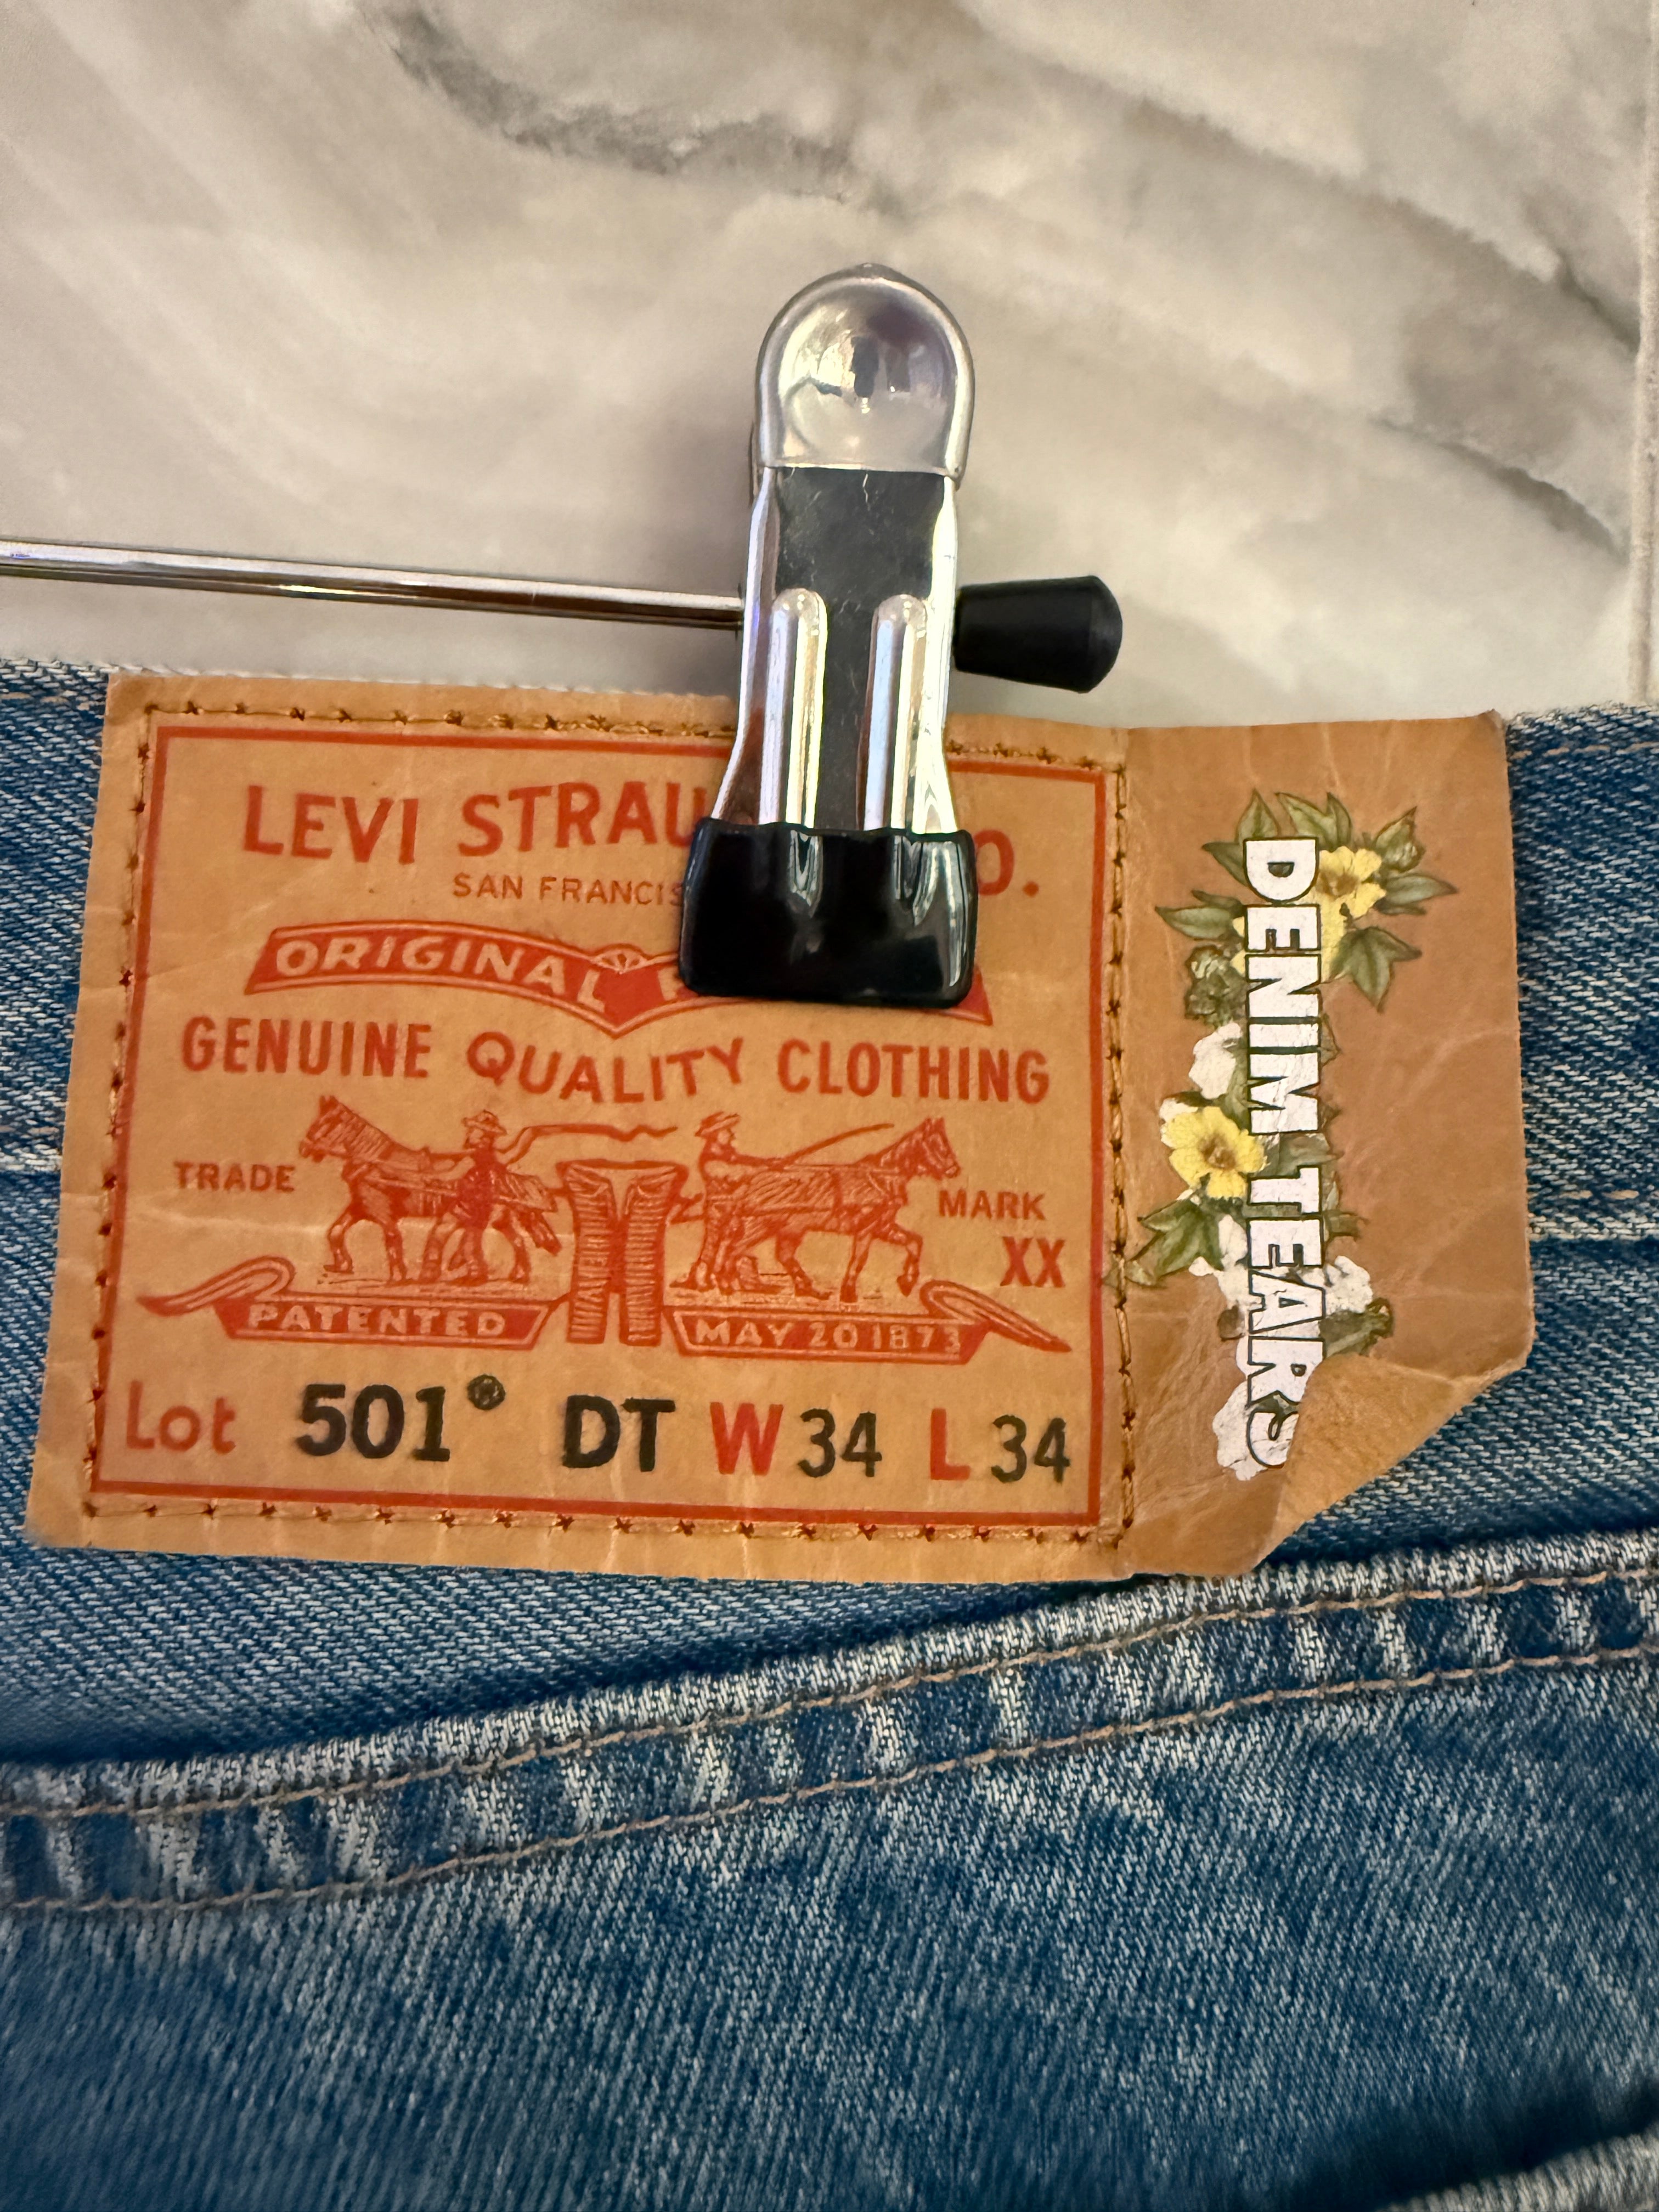 LEVI STRAU
SAN FRANCIS
ORIGINAL
GENUINE QUALITY CLOTHING
TRADE MARK
XX
PATENTED MAY 20 1873
Lot 501® DT W 34 L 34
DENIM TEARS